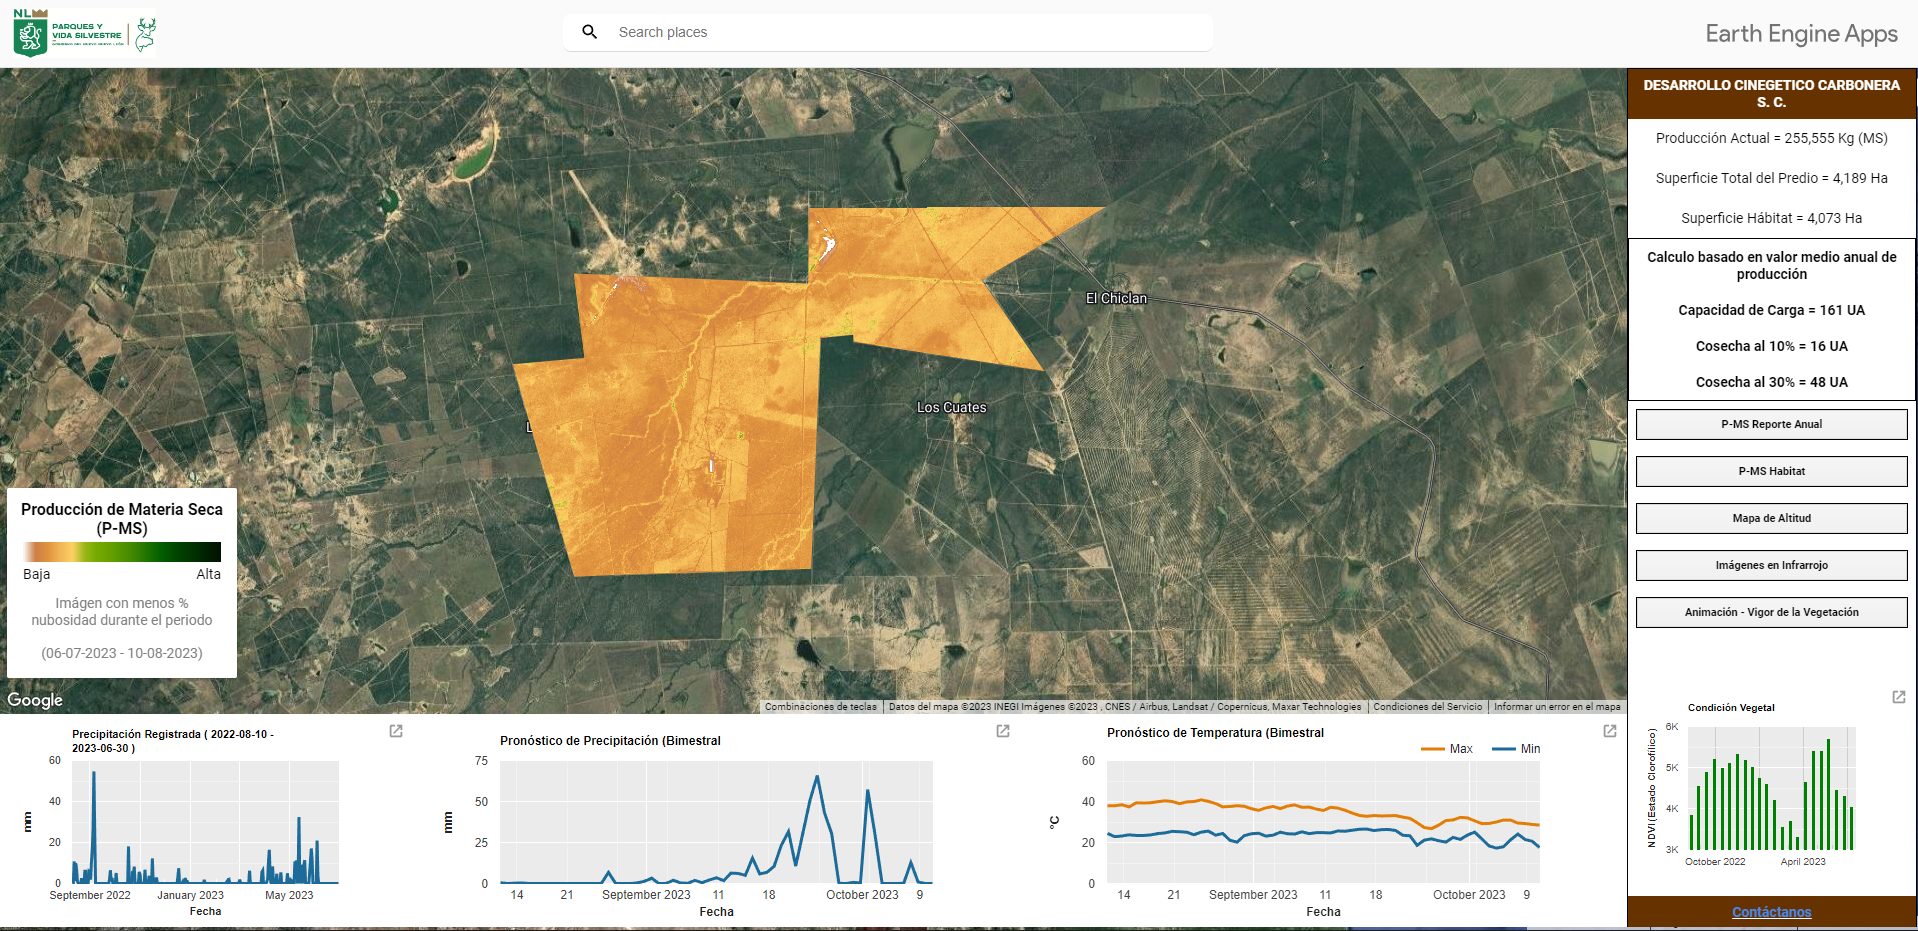 NL
PARQUES Y
VIDA SILVESTRE
Search places
Earth Engine Apps
DESARROLLO CINEGETICO CARBONERA
S. C.
Producción Actual = 255,555 Kg (MS)
Superficie Total del Predio = 4,189 Ha
Superficie Hábitat = 4,073 Ha
Calculo basado en valor medio anual de
producción
Capacidad de Carga = 161 UA
Cosecha al 10% = 16 UA
Cosecha al 30% = 48 UA
P-MS Reporte Anual
P-MS Habitat
Mapa de Altitud
Imágenes en Infrarrojo
Animación - Vigor de la Vegetación
El Chiclan
Los Cuates
L
Producción de Materia Seca
(P-MS)
Baja Alta
Imágen con menos %
nubosidad durante el periodo
(06-07-2023 - 10-08-2023)
Google
Combinaciones de teclas
Datos del mapa ©2023 INEGI Imágenes ©2023 , CNES / Airbus, Landsat / Copernicus, Maxar Technologies
Condiciones del Servicio
Informar un error en el mapa
Precipitación Registrada ( 2022-08-10 -
2023-06-30 )
60
40
20
0
mm
September 2022 January 2023 May 2023
Fecha
Pronóstico de Precipitación (Bimestral
75
50
25
0
mm
14 21 September 2023 11 18 October 2023 9
Fecha
Pronóstico de Temperatura (Bimestral
Max Min
60
40
20
0
°C
14 21 September 2023 11 18 October 2023 9
Fecha
Condición Vegetal
6K
5K
4K
3K
NDVI(Estado Clorofílico)
October 2022 April 2023
Contáctanos